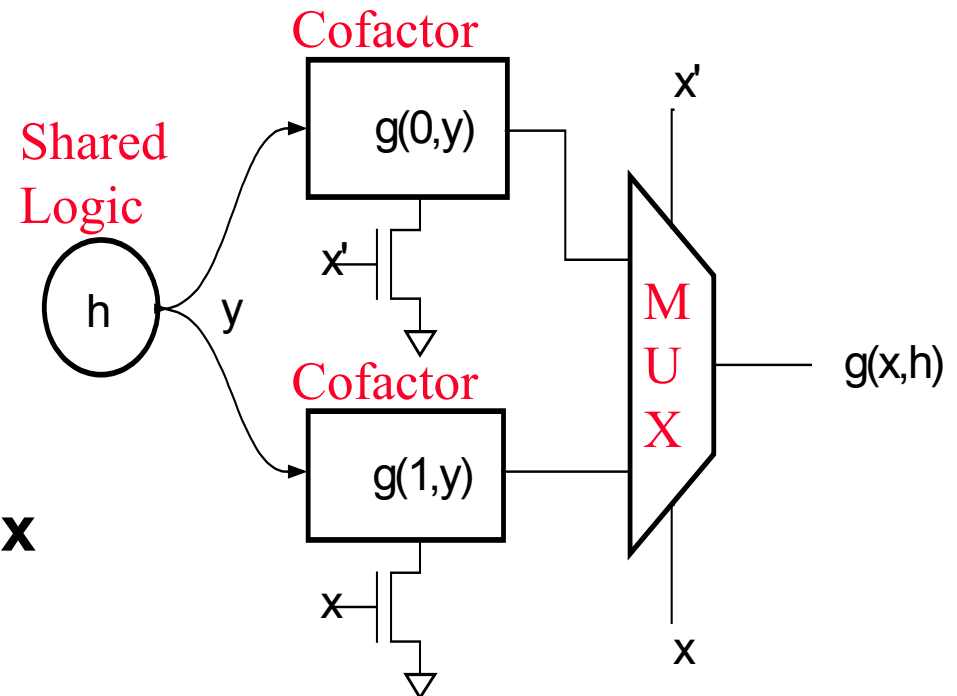 Cofactor
g(0,y)
x'
Shared
Logic
h
y
x'
M
U
X
g(x,h)
Cofactor
g(1,y)
x
x
x